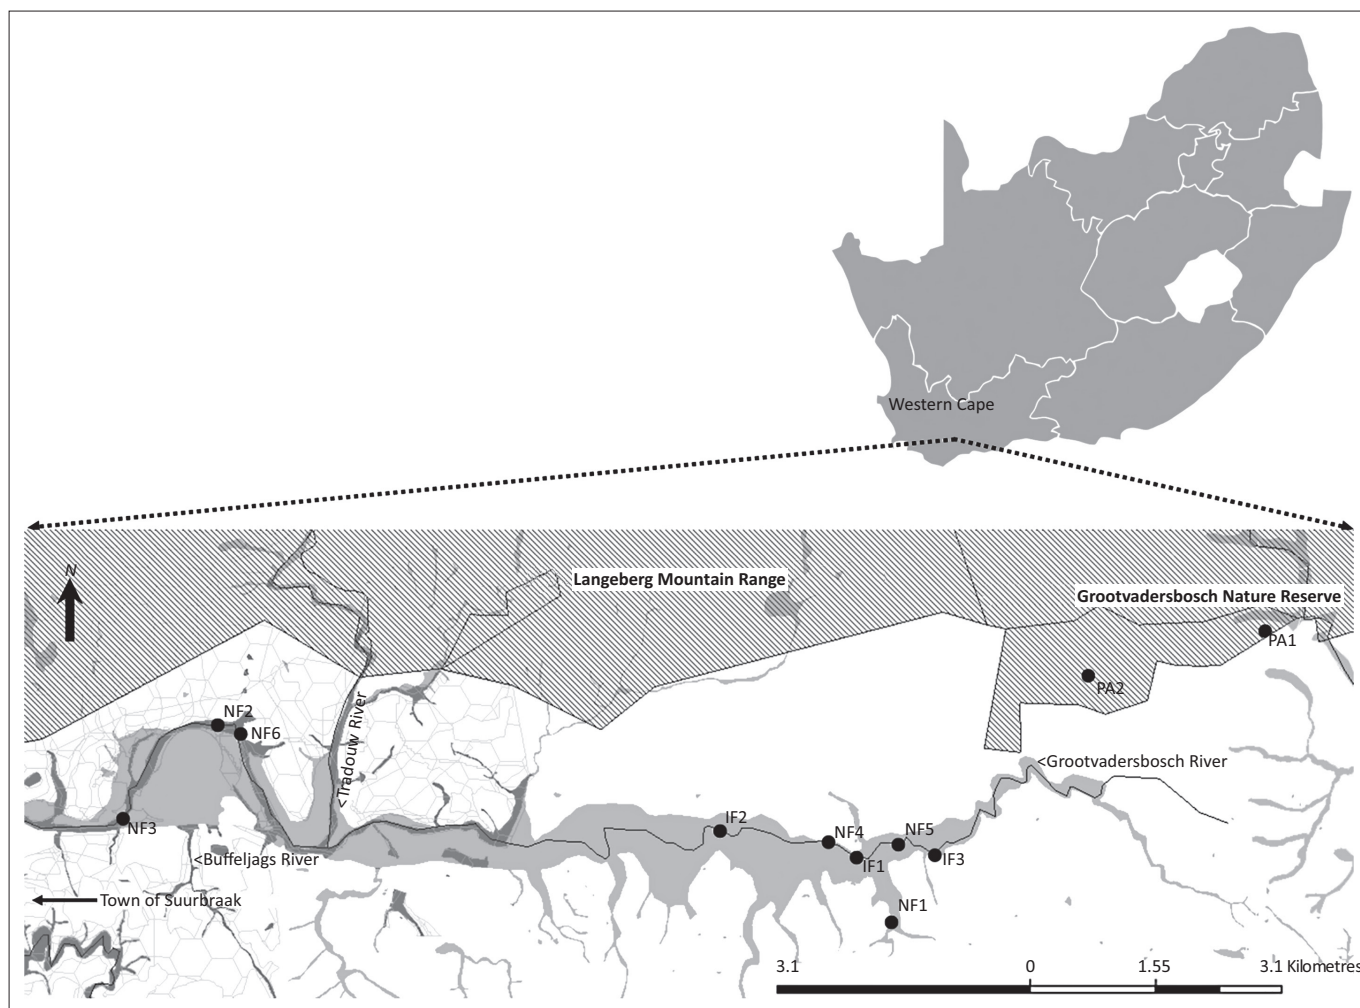 Western Cape
N
Langeberg Mountain Range
Grootvadersbosch Nature Reserve
PA1
PA2
NF2
NF6
<Tradouw River
<Grootvadersbosch River
NF3
IF2
NF4
NF5
IF1
IF3
<Buffeljags River
Town of Suurbraak
NF1
3.1 0 1.55 3.1 Kilometres